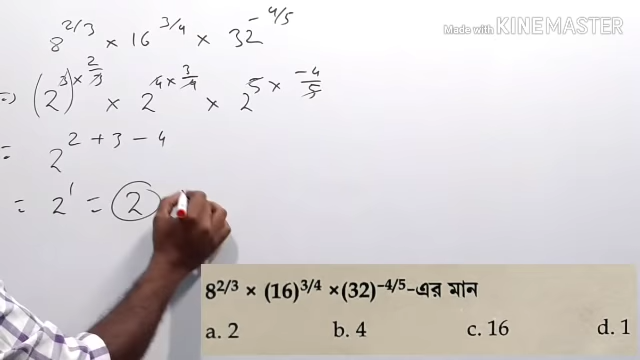 Made with KINEMASTER
8^{2/3} × 16^{3/4} × 32^{-4/5}
⇒ (2)^{3 × 2/3} × 2^{4 × 3/4} × 2^{5 × -4/5}
= 2^{2 + 3 - 4}
= 2^1 = 2
8^{2/3} × (16)^{3/4} × (32)^{-4/5}-এর মান
a. 2 b. 4 c. 16 d. 1